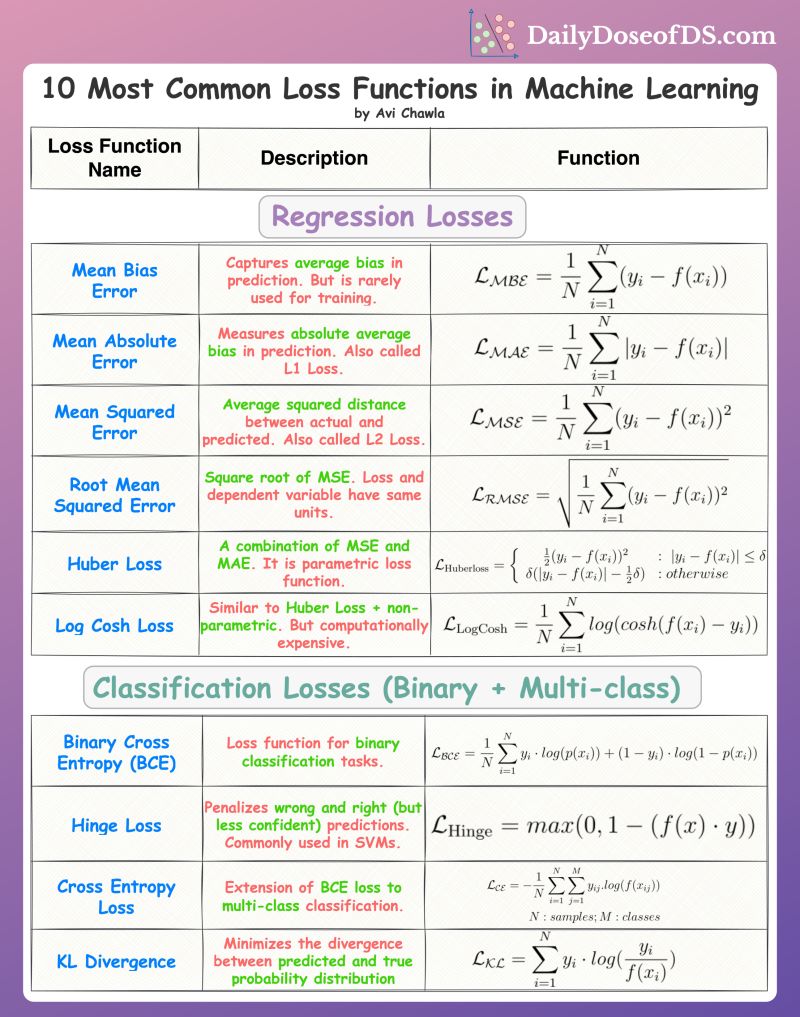 DailyDoseofDS.com
10 Most Common Loss Functions in Machine Learning
by Avi Chawla
Loss Function
Name
Description
Function
Regression Losses
Mean Bias
Error
Captures average bias in
prediction. But is rarely
used for training.
\mathcal{L_{MBE}} = \frac{1}{N} \sum_{i=1}^{N} (y_i - f(x_i))
Mean Absolute
Error
Measures absolute average
bias in prediction. Also called
L1 Loss.
\mathcal{L_{MAE}} = \frac{1}{N} \sum_{i=1}^{N} |y_i - f(x_i)|
Mean Squared
Error
Average squared distance
between actual and
predicted. Also called L2 Loss.
\mathcal{L_{MSE}} = \frac{1}{N} \sum_{i=1}^{N} (y_i - f(x_i))^2
Root Mean
Squared Error
Square root of MSE. Loss and
dependent variable have same
units.
\mathcal{L_{RMSE}} = \sqrt{\frac{1}{N} \sum_{i=1}^{N} (y_i - f(x_i))^2}
Huber Loss
A combination of MSE and
MAE. It is parametric loss
function.
\mathcal{L}_{\text{Huberloss}} = \begin{cases} \frac{1}{2}(y_i - f(x_i))^2 & : |y_i - f(x_i)| \leq \delta \\ \delta(|y_i - f(x_i)| - \frac{1}{2}\delta) & : otherwise \end{cases}
Log Cosh Loss
Similar to Huber Loss + non-
parametric. But computationally
expensive.
\mathcal{L}_{\text{LogCosh}} = \frac{1}{N} \sum_{i=1}^{N} log(cosh(f(x_i) - y_i))
Classification Losses (Binary + Multi-class)
Binary Cross
Entropy (BCE)
Loss function for binary
classification tasks.
\mathcal{L_{BCE}} = \frac{1}{N} \sum_{i=1}^{N} y_i \cdot log(p(x_i)) + (1 - y_i) \cdot log(1 - p(x_i))
Hinge Loss
Penalizes wrong and right (but
less confident) predictions.
Commonly used in SVMs.
\mathcal{L}_{\text{Hinge}} = max(0, 1 - (f(x) \cdot y))
Cross Entropy
Loss
Extension of BCE loss to
multi-class classification.
\mathcal{L_{CE}} = -\frac{1}{N} \sum_{i=1}^{N} \sum_{j=1}^{M} y_{ij}.log(f(x_{ij}))
N : samples; M : classes
KL Divergence
Minimizes the divergence
between predicted and true
probability distribution
\mathcal{L_{KL}} = \sum_{i=1}^{N} y_i \cdot log(\frac{y_i}{f(x_i)})